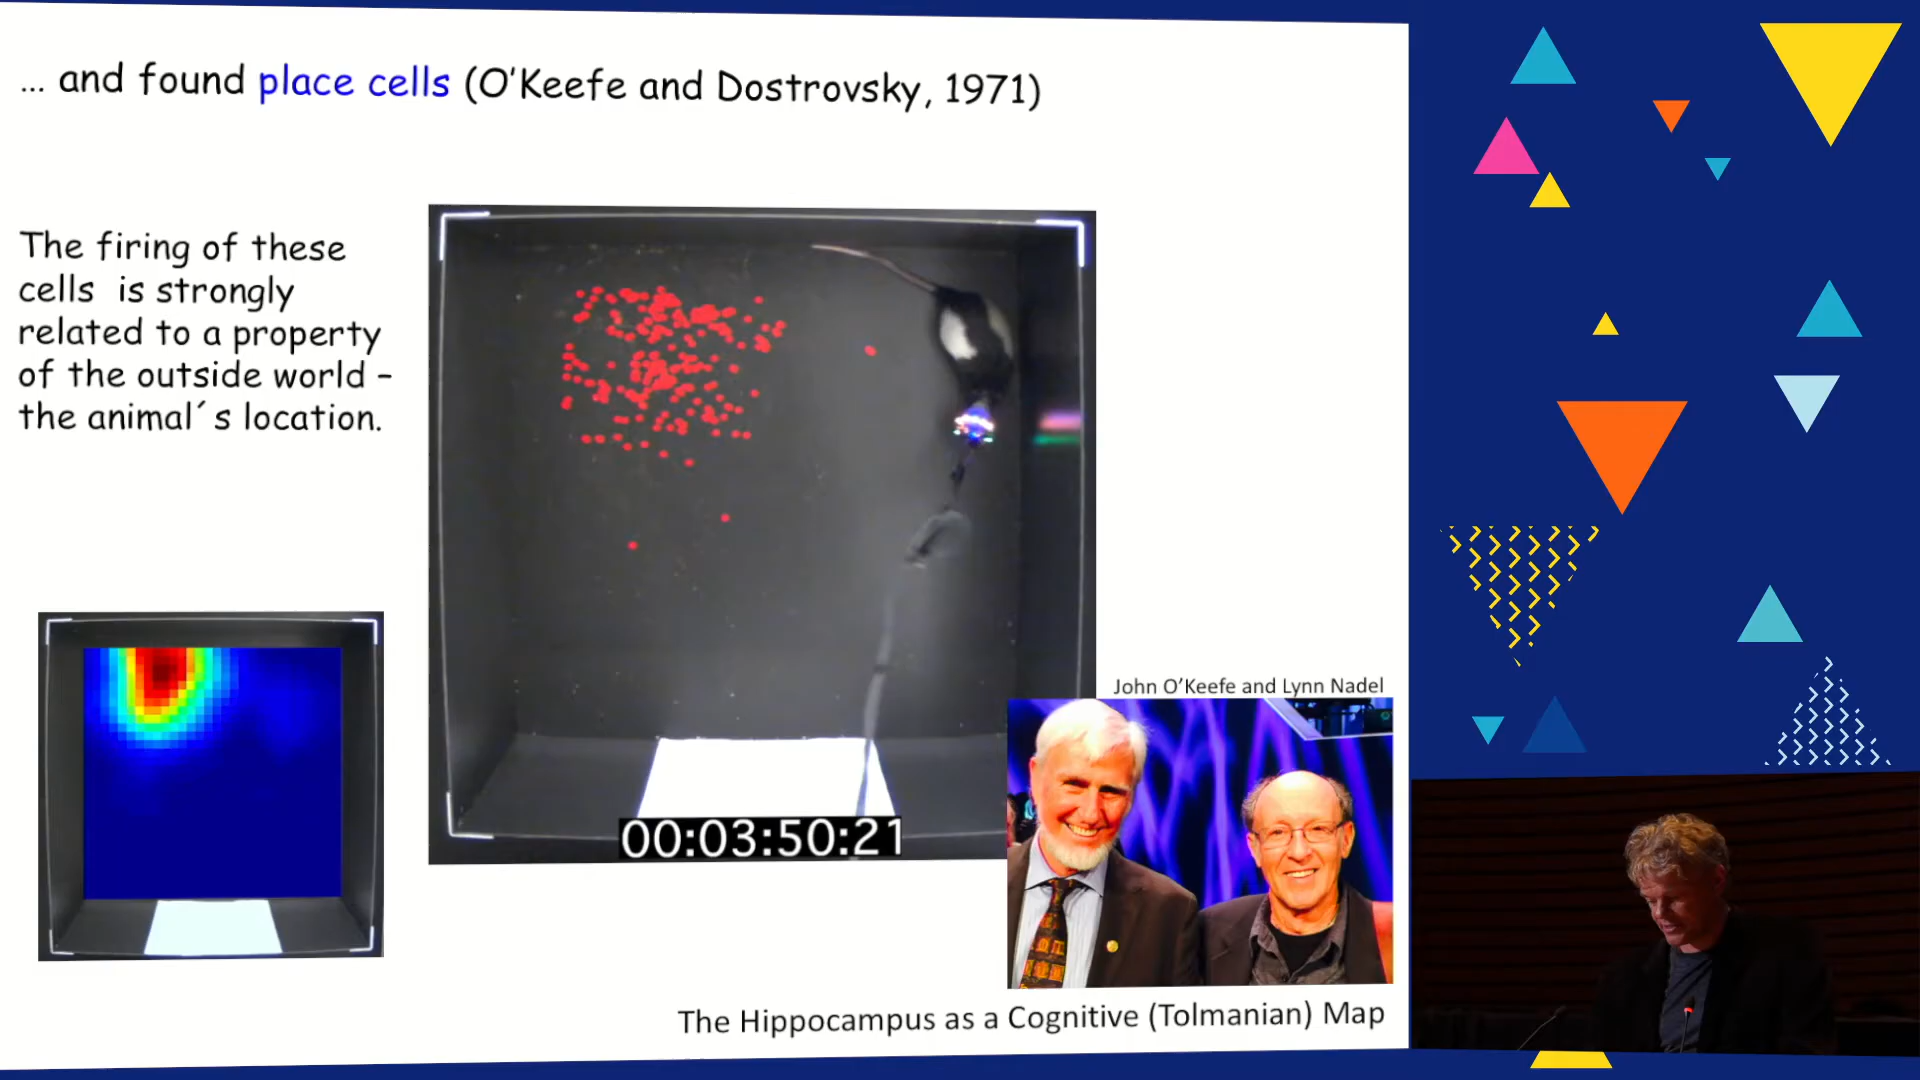 ... and found place cells (O'Keefe and Dostrovsky, 1971)
The firing of these
cells is strongly
related to a property
of the outside world –
the animal´s location.
00:03:50:21
John O'Keefe and Lynn Nadel
The Hippocampus as a Cognitive (Tolmanian) Map